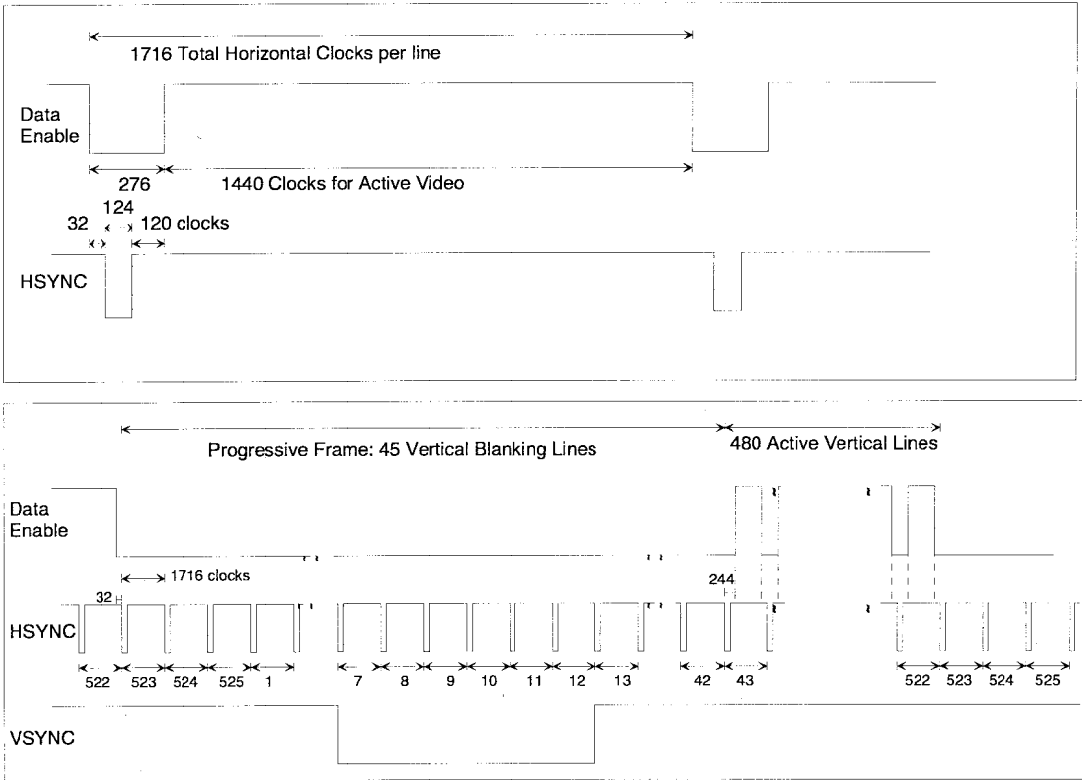 1716 Total Horizontal Clocks per line
Data
Enable
276
1440 Clocks for Active Video
124
32
120 clocks
HSYNC
Progressive Frame: 45 Vertical Blanking Lines
480 Active Vertical Lines
Data
Enable
1716 clocks
32
244
HSYNC
522 523 524 525 1 7 8 9 10 11 12 13 42 43 522 523 524 525
VSYNC